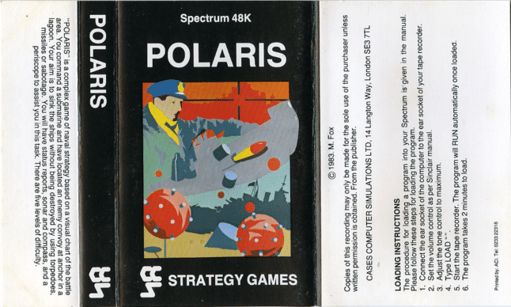 "POLARIS" is a complex game of naval strategy based on a visual chart of the battle
area. You command a submarine and have located an enemy convoy at anchor in a
lagoon. Your aim is to sink the ships without being destroyed by using torpedoes,
missiles or sabotage. You will have status reports, sonar and compass, and a
periscope to assist you in this task. There are five levels of difficulty.
POLARIS
Spectrum 48K
POLARIS
STRATEGY GAMES
© 1983 M. Fox
Copies of this recording may only be made for the sole use of the purchaser unless
written permission is obtained. From the publisher.
CASES COMPUTER SIMULATIONS LTD, 14 Langton Way, London SE3 7TL
LOADING INSTRUCTIONS
The procedure for loading a program into your Spectrum is given in the manual.
Please follow these steps for loading the program.
1. Connect the ear socket of the computer to the ear socket of your tape recorder.
2. Set the volume control as per Sinclair manual.
3. Adjust the tone control to maximum.
4. Type LOAD " "
5. Start the tape recorder. The program will RUN automatically once loaded.
6. The program takes 2 minutes to load.